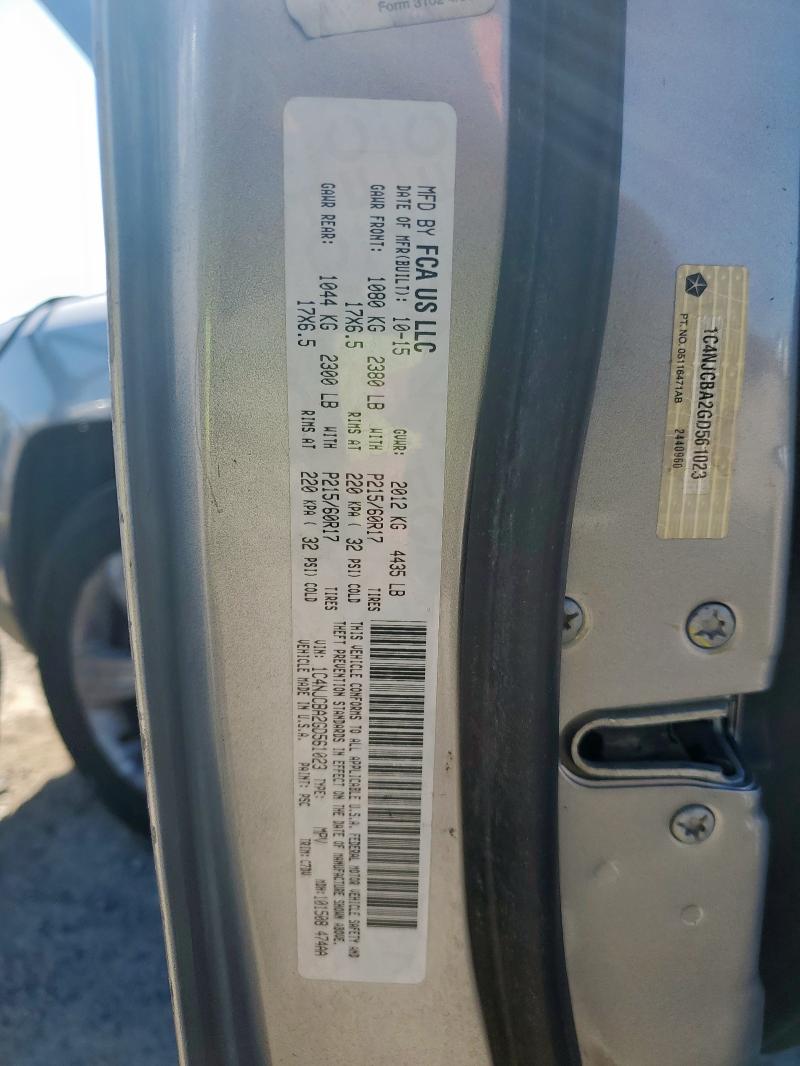 Form 3102
MFD BY FCA US LLC
DATE OF MFR(BUILT): 10-15 GVWR: 2012 KG 4435 LB
GAWR FRONT: 1080 KG 2380 LB WITH P215/60R17 TIRES
17X6.5 RIMS AT 220 KPA ( 32 PSI) COLD
GAWR REAR: 1044 KG 2300 LB WITH P215/60R17 TIRES
17X6.5 RIMS AT 220 KPA ( 32 PSI) COLD
THIS VEHICLE CONFORMS TO ALL APPLICABLE U.S.A. FEDERAL MOTOR VEHICLE SAFETY AND
THEFT PREVENTION STANDARDS IN EFFECT ON THE DATE OF MANUFACTURE SHOWN ABOVE.
VIN: 1C4NJCBA2GD561023 TYPE: MPV MDH:101508 474AA
VEHICLE MADE IN U.S.A. PAINT: PSC TRIM:
1C4NJCBA2GD561023
PT. NO. 05116471AB 2440960